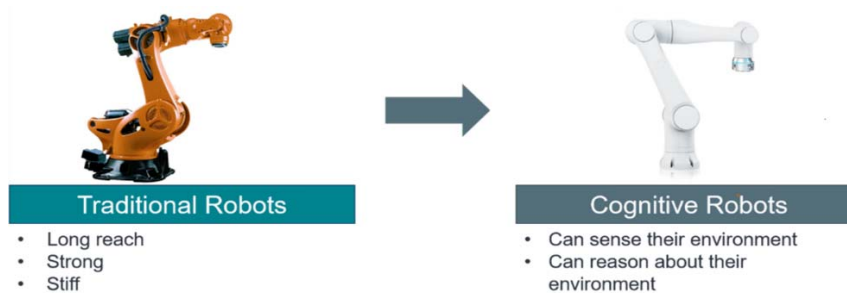 Traditional Robots
• Long reach
• Strong
• Stiff
Cognitive Robots
• Can sense their environment
• Can reason about their
environment